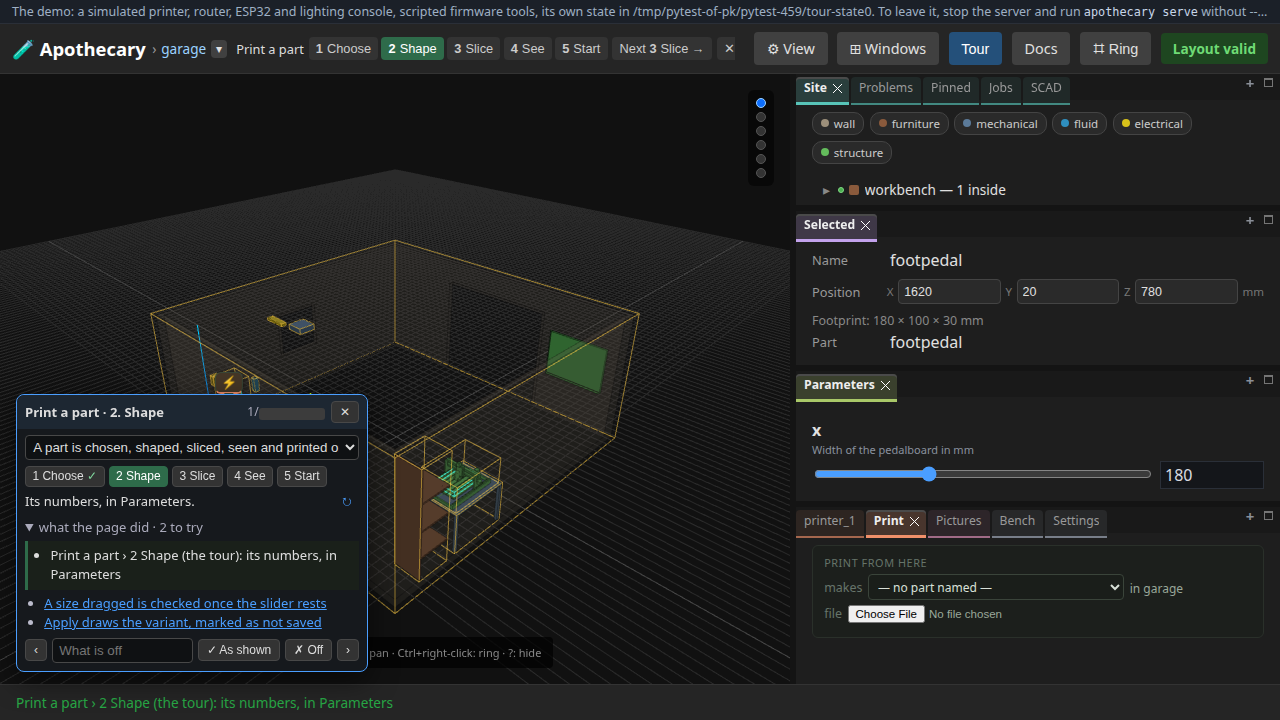 The demo: a simulated printer, router, ESP32 and lighting console, scripted firmware tools, its own state in /tmp/pytest-of-pk/pytest-459/tour-state0. To leave it, stop the server and run apothecary serve without --...
Apothecary › garage ▾ Print a part 1 Choose 2 Shape 3 Slice 4 See 5 Start Next 3 Slice → ✕ ⚙ View ⊞ Windows Tour Docs ⌗ Ring Layout valid
Site ✕ Problems Pinned Jobs SCAD
wall furniture mechanical fluid electrical
structure
▸ workbench — 1 inside
Selected ✕
Name footpedal
Position X 1620 Y 20 Z 780 mm
Footprint: 180 × 100 × 30 mm
Part footpedal
Parameters ✕
x
Width of the pedalboard in mm
180
printer_1 Print ✕ Pictures Bench Settings
PRINT FROM HERE
makes — no part named — in garage
file Choose File No file chosen
Print a part · 2. Shape 1/ ✕
A part is chosen, shaped, sliced, seen and printed o
1 Choose ✓ 2 Shape 3 Slice 4 See 5 Start
Its numbers, in Parameters. ↻
▼ what the page did · 2 to try
• Print a part › 2 Shape (the tour): its numbers, in
Parameters
• A size dragged is checked once the slider rests
• Apply draws the variant, marked as not saved
‹ What is off ✓ As shown ✗ Off ›
pan · Ctrl+right-click: ring · ?: hide
Print a part › 2 Shape (the tour): its numbers, in Parameters